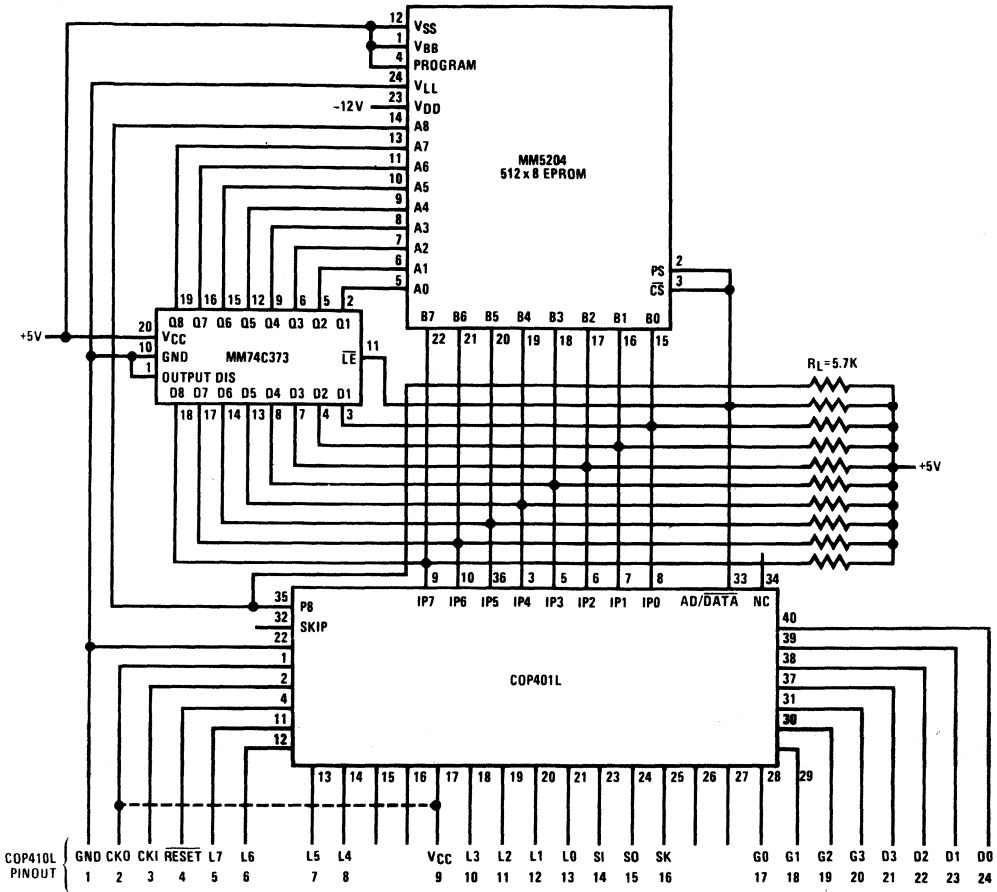 12 VSS
1 VBB
4 PROGRAM
24 VLL
-12V 23 VDD
14 A8
13 A7
11 A6
10 A5
9 A4
8 A3
7 A2
6 A1
5 A0
MM5204
512 x 8 EPROM
PS 2
CS 3
B7 B6 B5 B4 B3 B2 B1 B0
22 21 20 19 18 17 16 15
19 16 15 12 9 6 5 2
Q8 Q7 Q6 Q5 Q4 Q3 Q2 Q1
+5V 20 VCC
10 GND
MM74C373
LE 11
1 OUTPUT DIS
D8 D7 D6 D5 D4 D3 D2 D1
18 17 14 13 8 7 4 3
RL=5.7K
+5V
9 10 36 3 5 6 7 8 33 34
IP7 IP6 IP5 IP4 IP3 IP2 IP1 IP0 AD/DATA NC
35 P8
32 SKIP
22
1
2
4
11
12
COP401L
40
39
38
37
31
30
13 14 15 16 17 18 19 20 21 23 24 25 26 27 28 29
COP410L
PINOUT
GND CKO CKI RESET L7 L6 L5 L4 VCC L3 L2 L1 L0 SI SO SK G0 G1 G2 G3 D3 D2 D1 D0
1 2 3 4 5 6 7 8 9 10 11 12 13 14 15 16 17 18 19 20 21 22 23 24